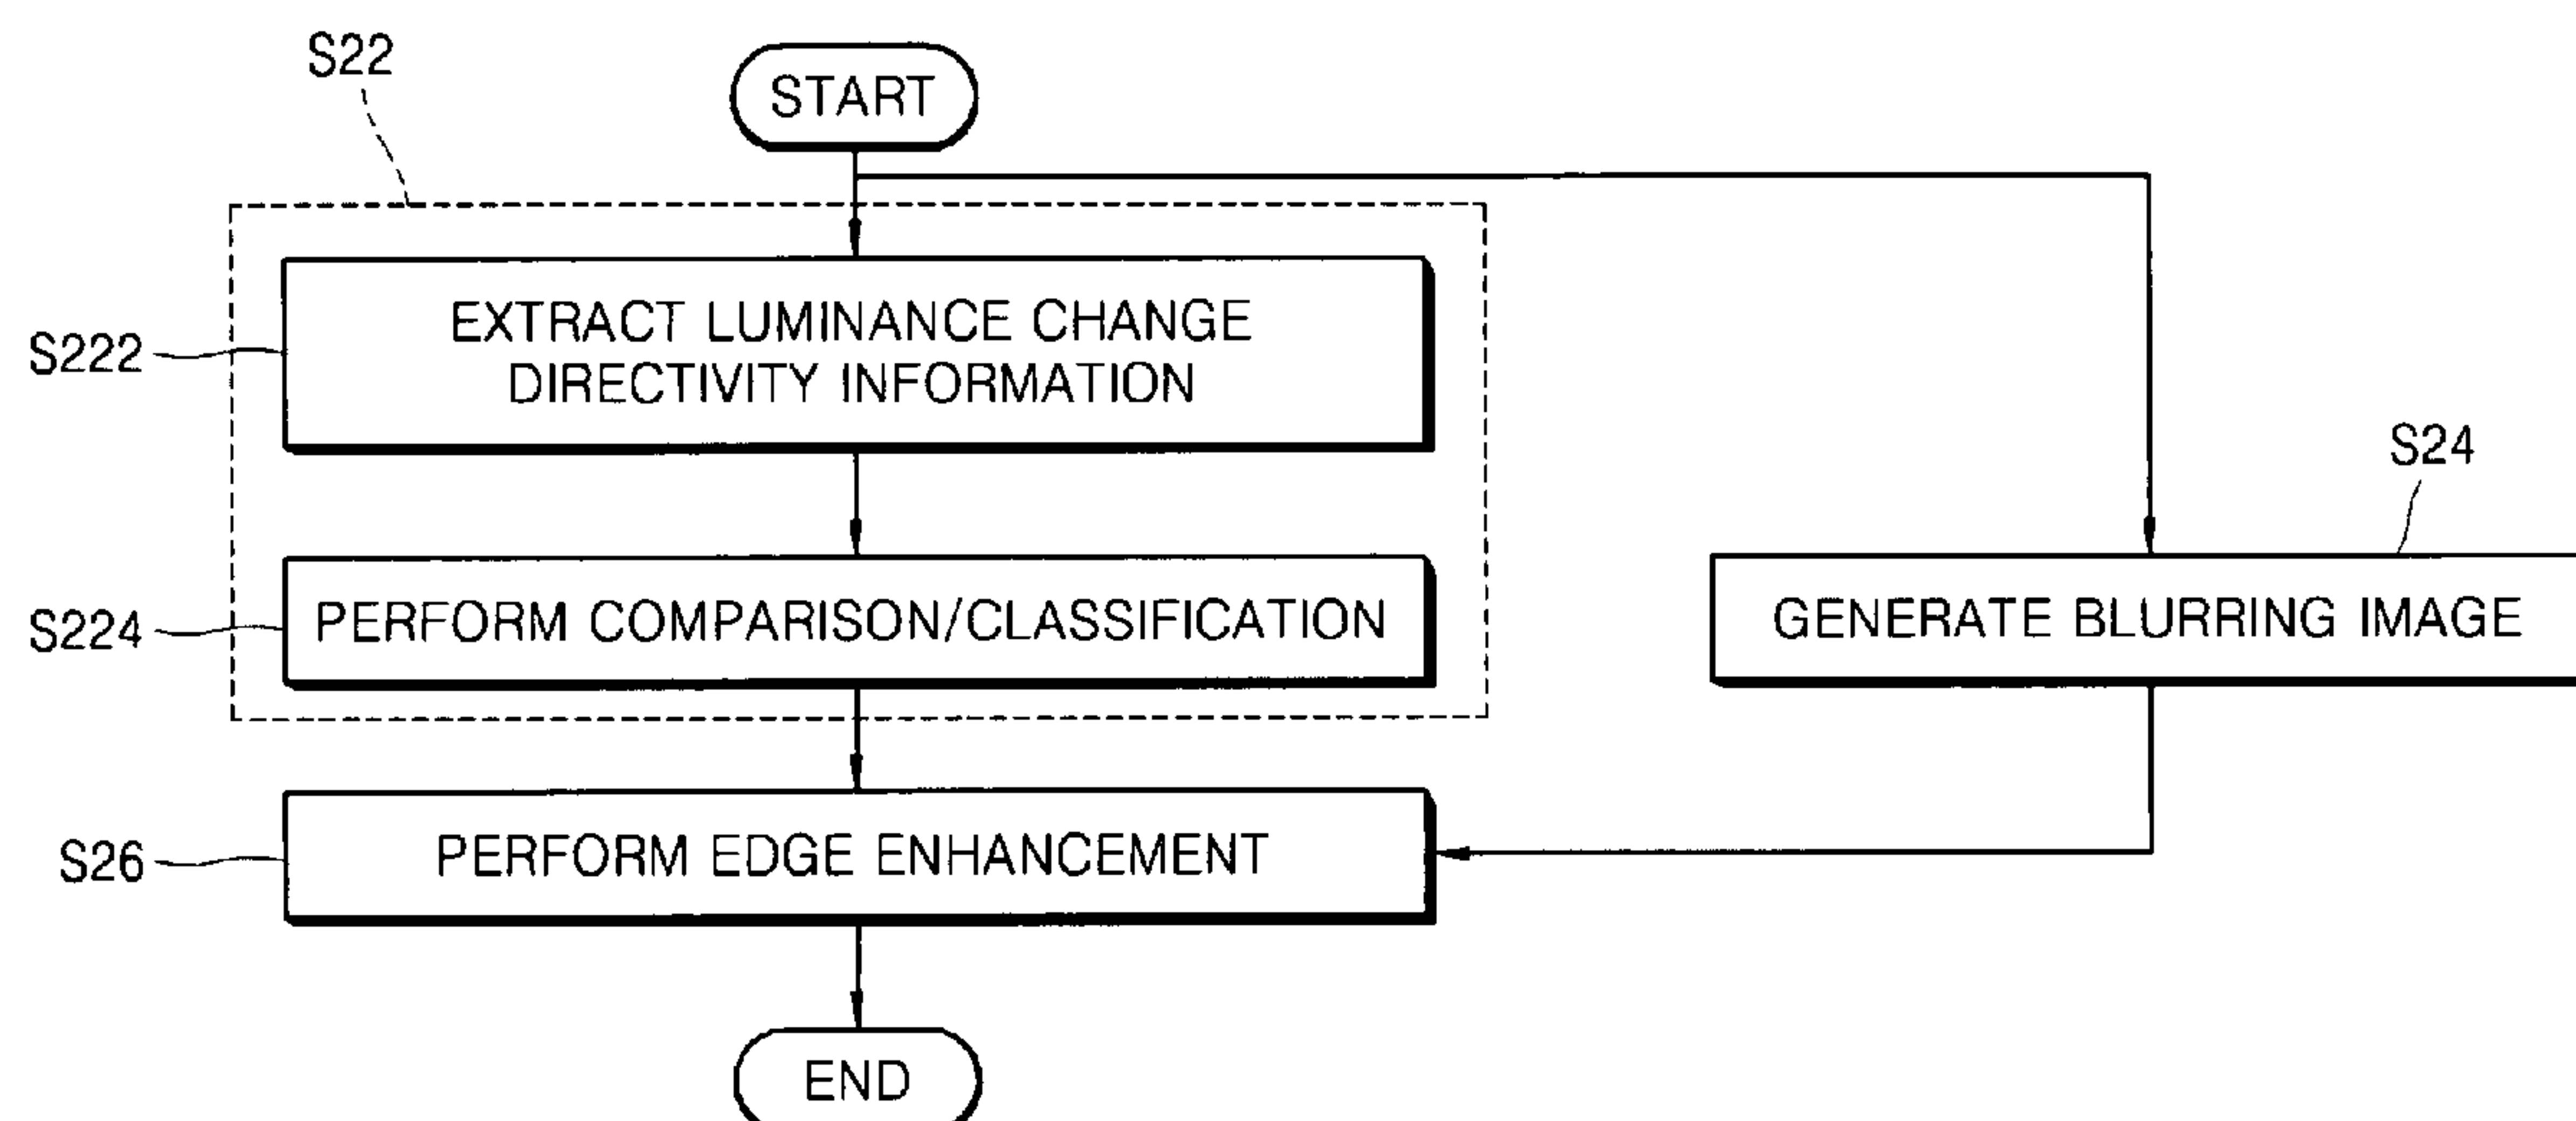 S22
START
EXTRACT LUMINANCE CHANGE
DIRECTIVITY INFORMATION
S222
S24
PERFORM COMPARISON/CLASSIFICATION
S224
GENERATE BLURRING IMAGE
PERFORM EDGE ENHANCEMENT
S26
END